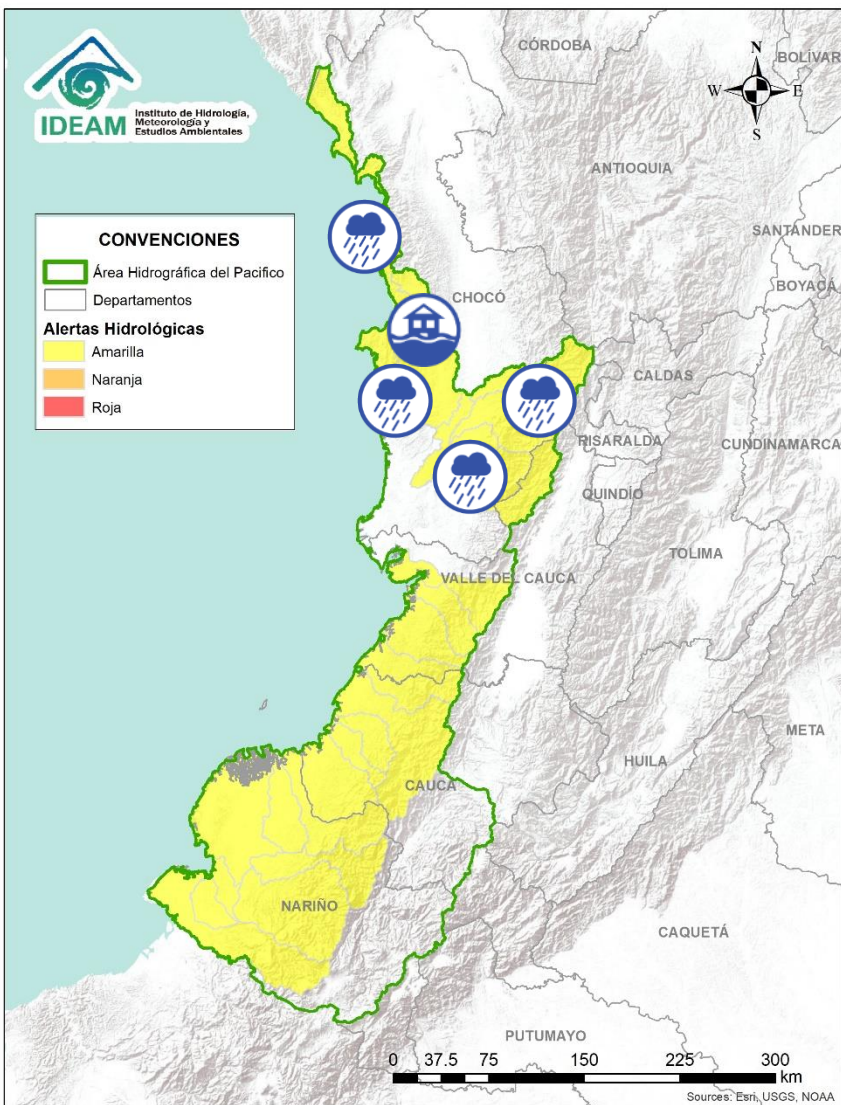 IDEAM
Instituto de Hidrología,
Meteorología y
Estudios Ambientales
CÓRDOBA
BOLÍVAR
N
W
E
S
ANTIOQUIA
SANTÁNDER
BOYACÁ
CONVENCIONES
Área Hidrográfica del Pacifico
Departamentos
Alertas Hidrológicas
Amarilla
Naranja
Roja
CHOCÓ
CALDAS
RISARALDA
CUNDINAMARCA
QUINDÍO
TOLIMA
VALLE DEL CAUCA
META
HUILA
CAUCA
NARIÑO
CAQUETÁ
PUTUMAYO
0 37.5 75 150 225 300
km
Sources: Esri, USGS, NOAA